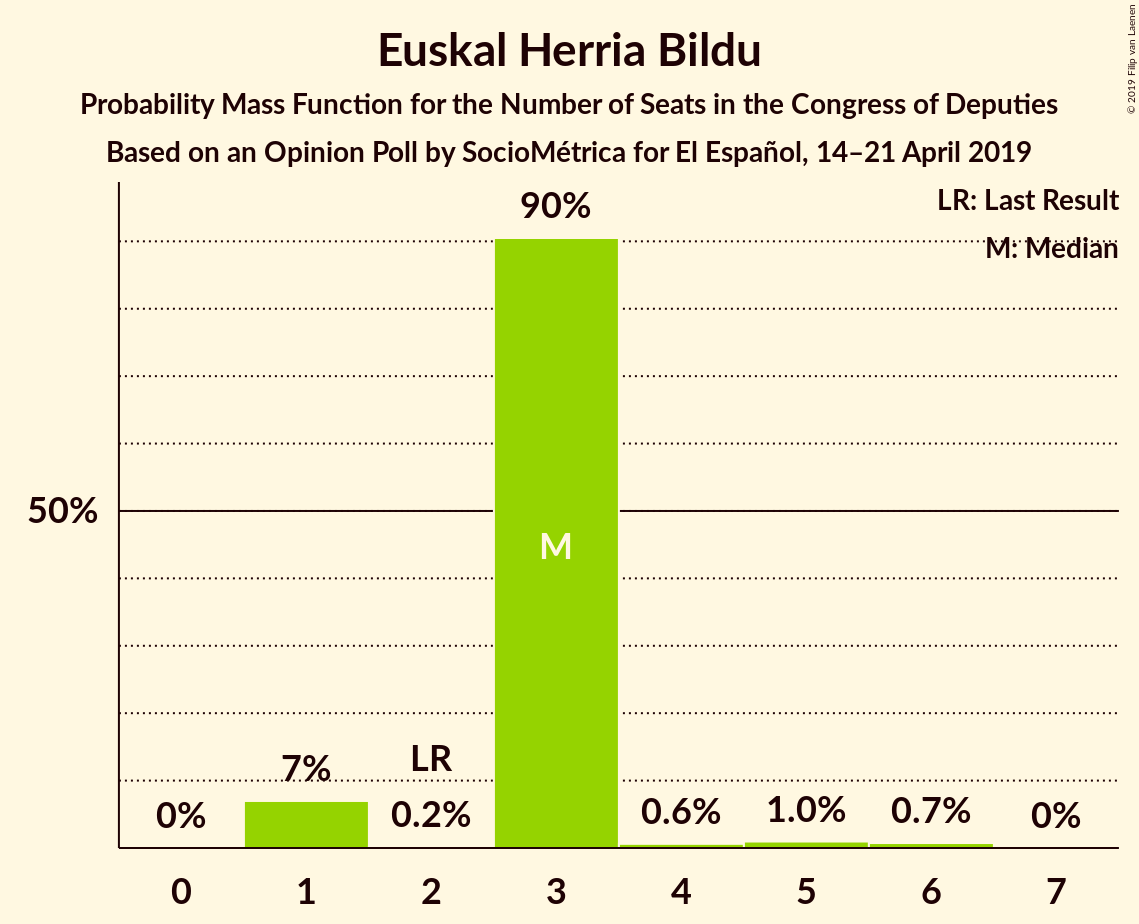 Euskal Herria Bildu
Probability Mass Function for the Number of Seats in the Congress of Deputies
Based on an Opinion Poll by SocioMétrica for El Español, 14–21 April 2019
© 2019 Filip van Laenen
LR: Last Result
M: Median
90%
50%
M
LR
7%
0%
0.2%
0.6%
1.0%
0.7%
0%
0 1 2 3 4 5 6 7